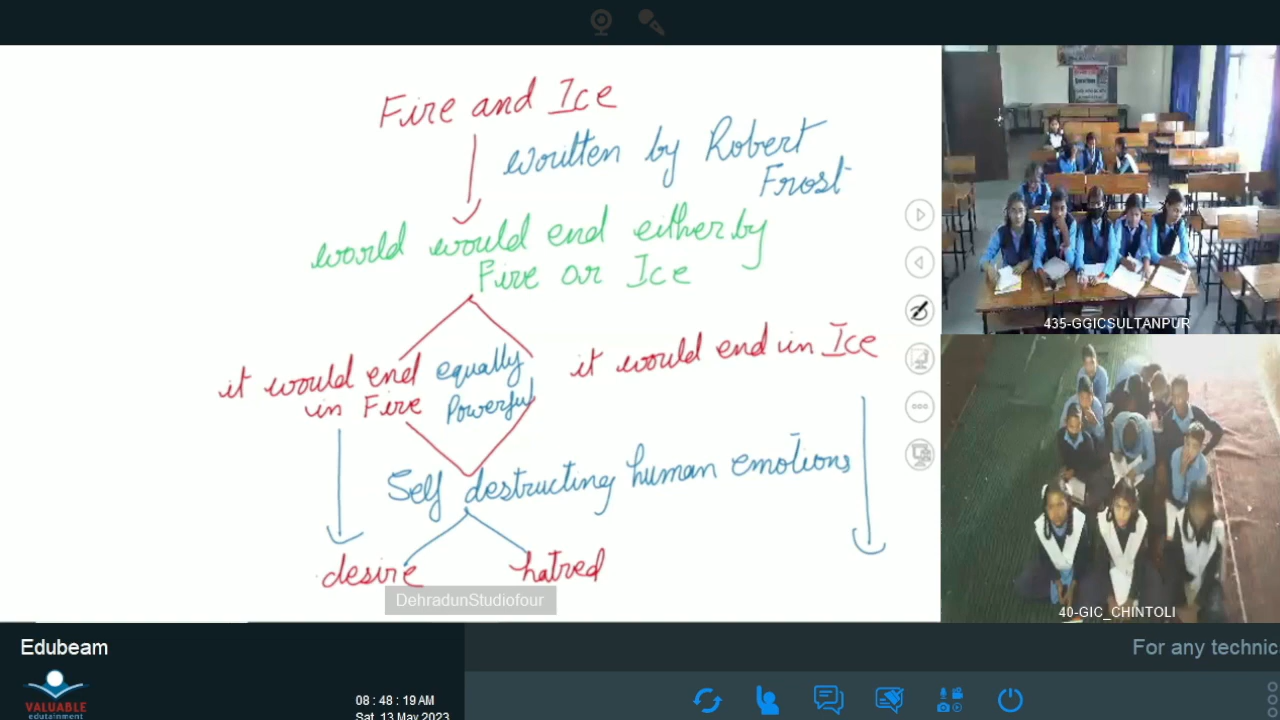 Fire and Ice
written by Robert
Frost
world would end either by
Fire or Ice
it would end
in Fire
equally
Powerful
it would end in Ice
Self destructing human emotions
desire
hatred
DehradunStudiofour
435-GGICSULTANPUR
40-GIC_CHINTOLI
Edubeam
For any technic
VALUABLE
edutainment
08 : 48 : 19 AM
Sat, 13 May 2023